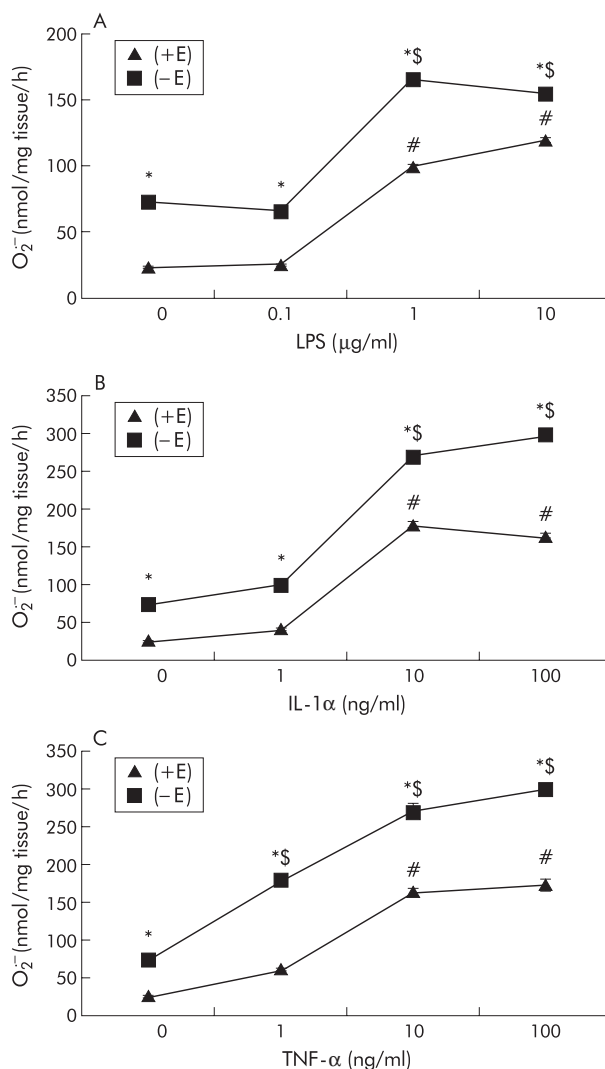 A
(+E)
(−E)
O₂·⁻ (nmol/mg tissue/h)
200
150
100
50
0
* * *$ *$
# #
0 0.1 1 10
LPS (µg/ml)
B
(+E)
(−E)
O₂·⁻ (nmol/mg tissue/h)
350
300
250
200
150
100
50
0
* * *$ *$
# #
0 1 10 100
IL-1α (ng/ml)
C
(+E)
(−E)
O₂·⁻ (nmol/mg tissue/h)
350
300
250
200
150
100
50
0
* *$ *$ *$
# #
0 1 10 100
TNF-α (ng/ml)